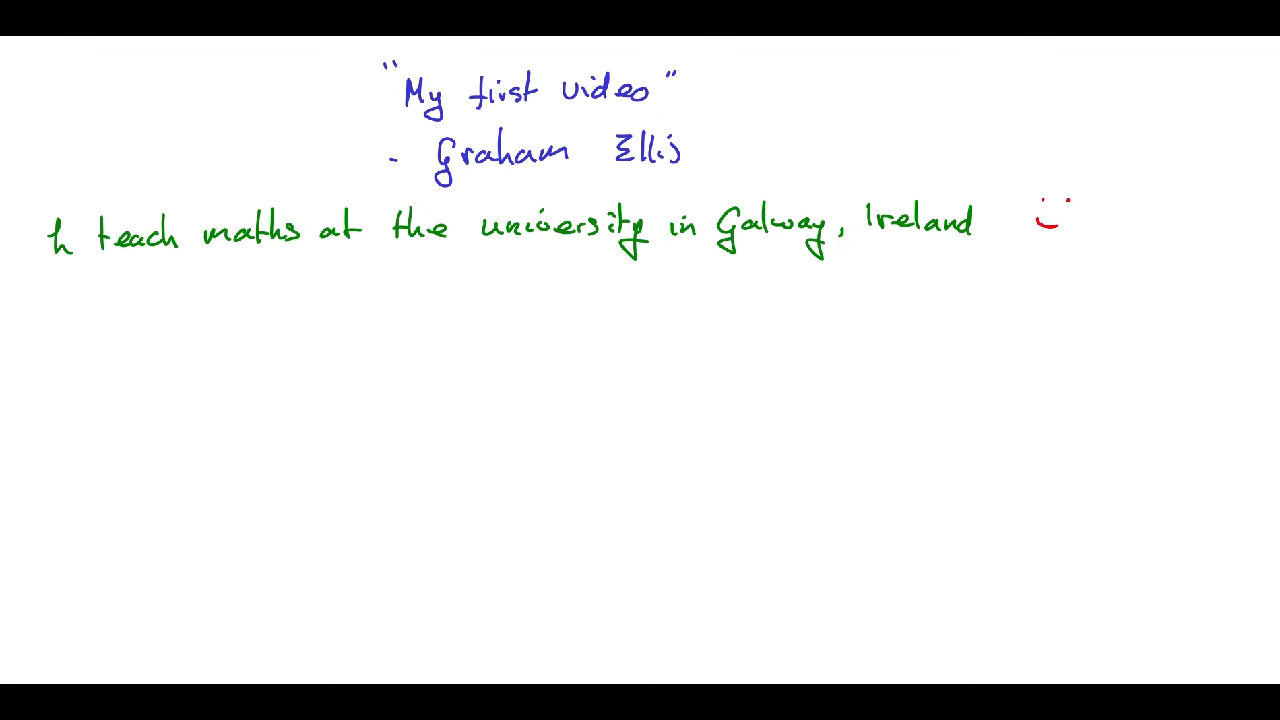 "My first video"
- Graham Ellis
h teach maths at the university in Galway, Ireland